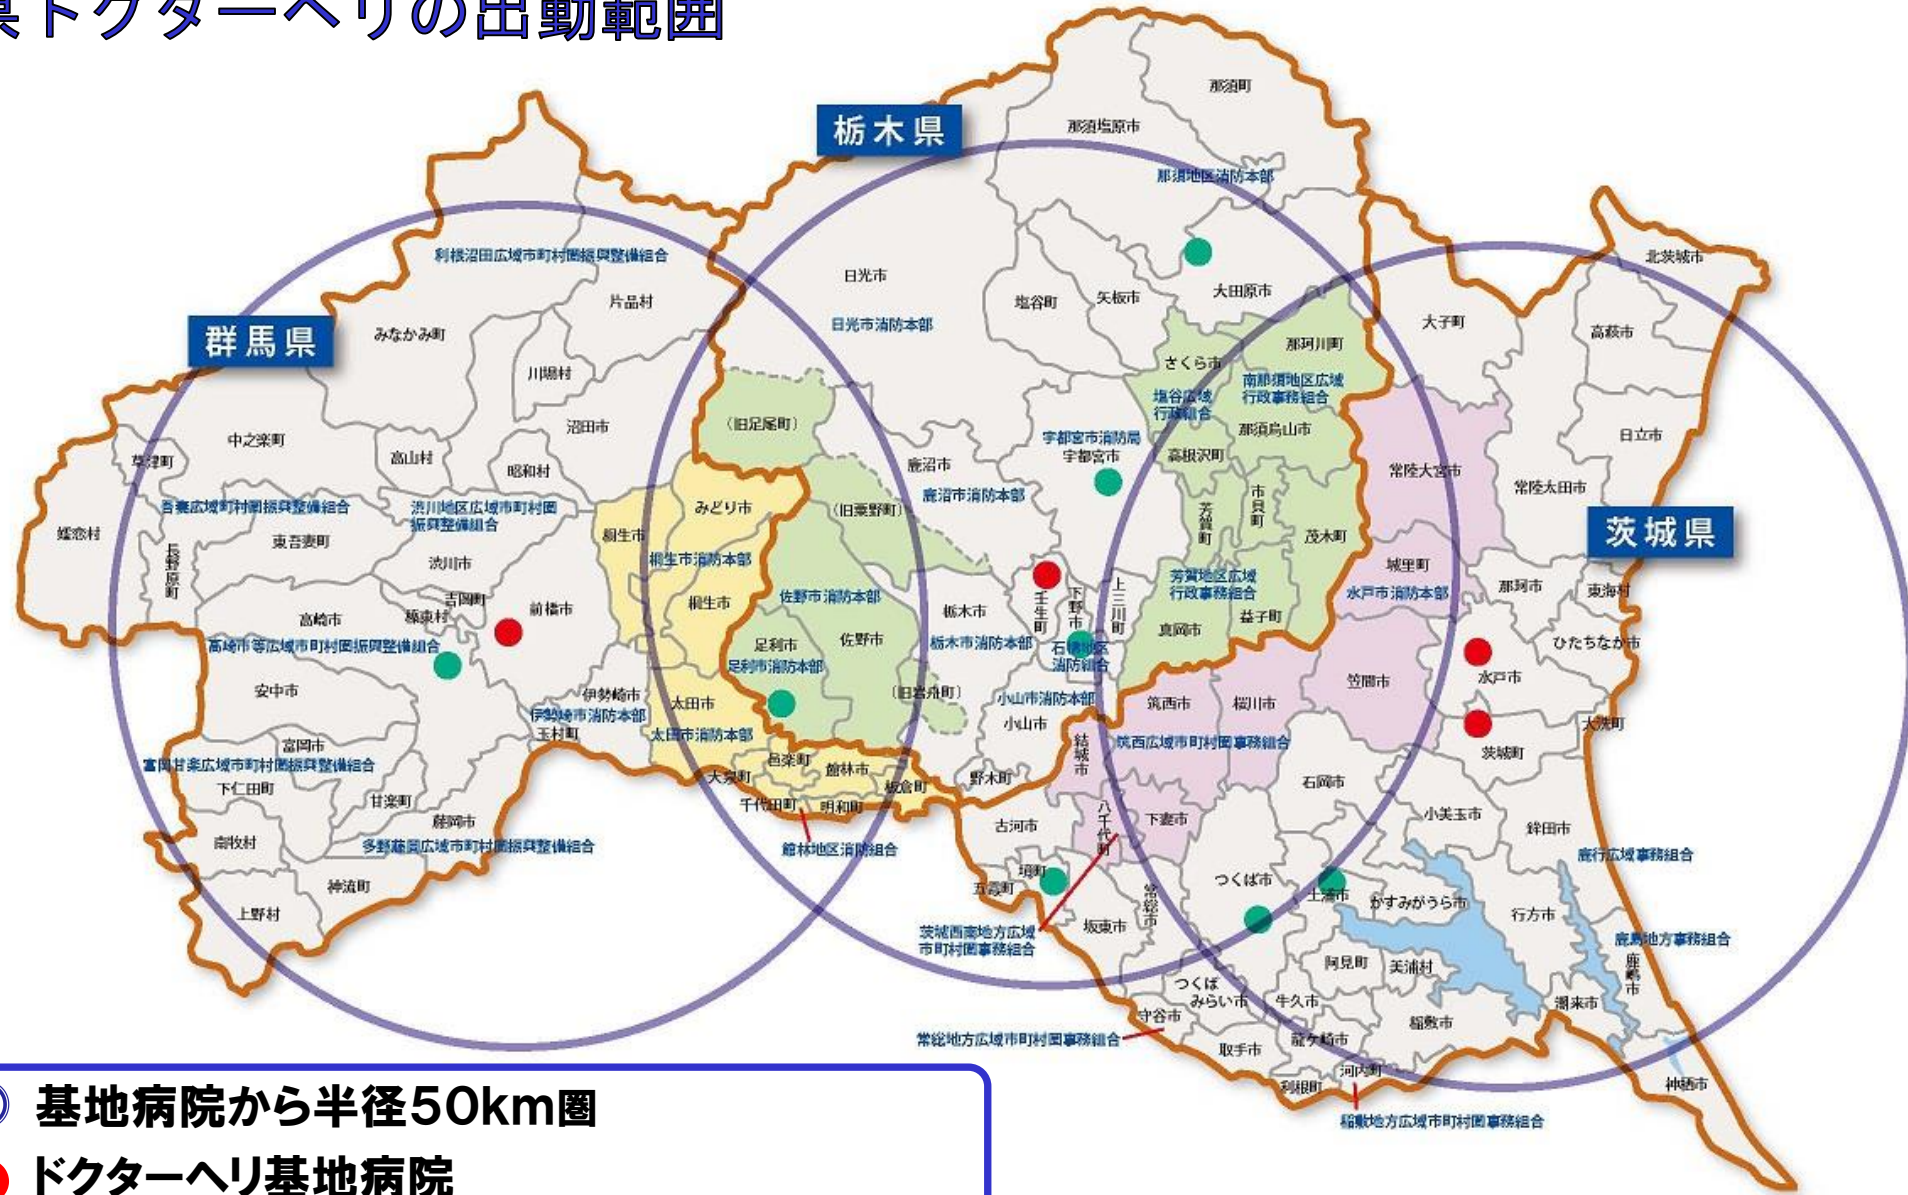 県ドクターヘリの出動範囲
栃木県
那須町
那須塩原市
那須地区消防本部
利根沼田広域市町村圏振興整備組合
北茨城市
日光市
片品村
塩谷町
矢板市
大田原市
群馬県
みなかみ町
日光市消防本部
大子町
高萩市
那珂川町
さくら市
川場村
南那須地区広域
行政事務組合
塩谷広域
行政組合
(旧足尾町)
沼田市
中之条町
草津町
高山村
昭和村
宇都宮市消防局
宇都宮市
那須烏山市
高根沢町
日立市
鹿沼市
鹿沼市消防本部
常陸大宮市
常陸太田市
吾妻広域町村圏振興整備組合
渋川地区広域市町村圏
振興整備組合
みどり市
(旧粟野町)
市貝町
芳賀町
茂木町
茨城県
嬬恋村
長野原町
東吾妻町
渋川市
桐生市
桐生市消防本部
城里町
水戸市消防本部
那珂市
東海村
芳賀地区広域
行政事務組合
益子町
真岡市
佐野市消防本部
桐生市
吉岡町
榛東村
前橋市
高崎市
高崎市等広域市町村圏振興整備組合
足利市
足利市消防本部
佐野市
栃木市
栃木市消防本部
壬生町
下野市
上三川町
石橋地区
消防組合
ひたちなか市
水戸市
笠間市
安中市
伊勢崎市
伊勢崎市消防本部
玉村町
太田市
太田市消防本部
(旧岩舟町)
小山市消防本部
小山市
筑西市
桜川市
筑西広域市町村圏事務組合
結城市
大洗町
茨城町
富岡市
富岡甘楽広域市町村圏振興整備組合
下仁田町
甘楽町
大泉町
邑楽町
館林市
板倉町
千代田町
明和町
野木町
石岡市
小美玉市
鉾田市
藤岡市
多野藤岡広域市町村圏振興整備組合
南牧村
神流町
上野村
館林地区消防組合
古河市
八千代町
下妻市
鹿行広域事務組合
境町
五霞町
常総市
つくば市
土浦市
かすみがうら市
行方市
坂東市
茨城西南地方広域
市町村圏事務組合
鹿島地方事務組合
鹿嶋市
阿見町
美浦村
つくば
みらい市
牛久市
稲敷市
潮来市
守谷市
常総地方広域市町村圏事務組合
取手市
龍ケ崎市
河内町
利根町
神栖市
稲敷地方広域市町村圏事務組合
基地病院から半径50km圏
ドクターヘリ基地病院